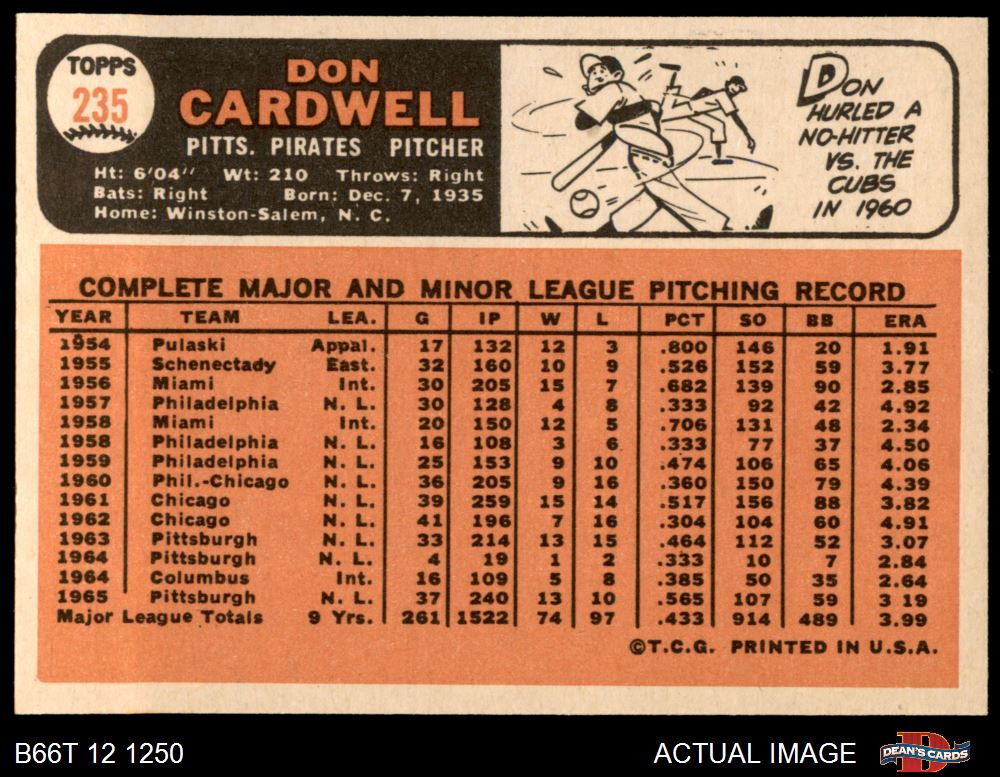 TOPPS
235
DON
CARDWELL
PITTS. PIRATES PITCHER
Ht: 6'04" Wt: 210 Throws: Right
Bats: Right Born: Dec. 7, 1935
Home: Winston-Salem, N. C.
DON
HURLED A
NO-HITTER
VS. THE
CUBS
IN 1960
COMPLETE MAJOR AND MINOR LEAGUE PITCHING RECORD
YEAR TEAM LEA. G IP W L PCT SO BB ERA
1954 Pulaski Appal. 17 132 12 3 .800 146 20 1.91
1955 Schenectady East. 32 160 10 9 .526 152 59 3.77
1956 Miami Int. 30 205 15 7 .682 139 90 2.85
1957 Philadelphia N. L. 30 128 4 8 .333 92 42 4.92
1958 Miami Int. 20 150 12 5 .706 131 48 2.34
1958 Philadelphia N. L. 16 108 3 6 .333 77 37 4.50
1959 Philadelphia N. L. 25 153 9 10 .474 106 65 4.06
1960 Phil.-Chicago N. L. 36 205 9 16 .360 150 79 4.39
1961 Chicago N. L. 39 259 15 14 .517 156 88 3.82
1962 Chicago N. L. 41 196 7 16 .304 104 60 4.91
1963 Pittsburgh N. L. 33 214 13 15 .464 112 52 3.07
1964 Pittsburgh N. L. 4 19 1 2 .333 10 7 2.84
1964 Columbus Int. 16 109 5 8 .385 50 35 2.64
1965 Pittsburgh N. L. 37 240 13 10 .565 107 59 3 19
Major League Totals 9 Yrs. 261 1522 74 97 .433 914 489 3.99
©T.C.G. PRINTED IN U.S.A.
B66T 12 1250
ACTUAL IMAGE
DEAN'S CARDS